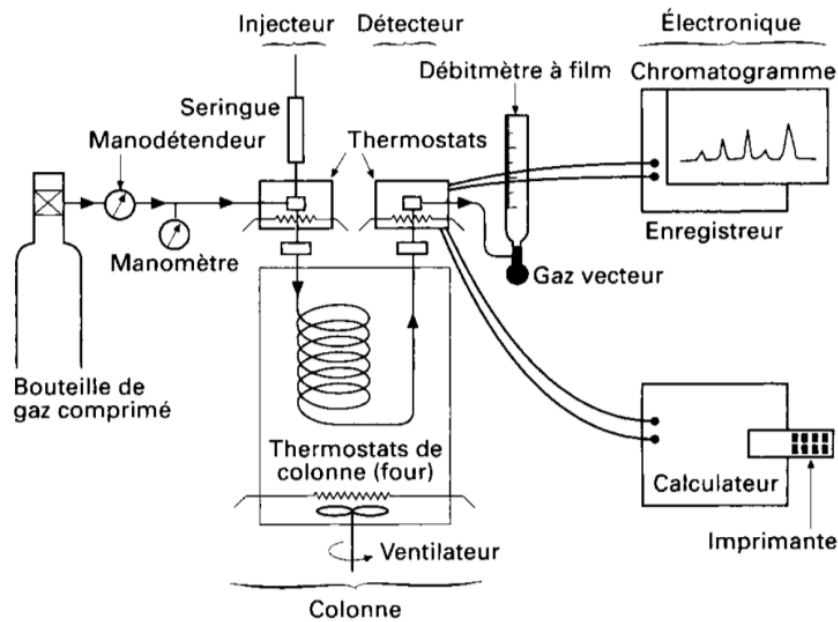 Injecteur
Détecteur
Électronique
Débitmètre à film
Chromatogramme
Seringue
Manodétendeur
Thermostats
Manomètre
Enregistreur
Gaz vecteur
Bouteille de
gaz comprimé
Thermostats de
colonne (four)
Calculateur
Imprimante
Ventilateur
Colonne